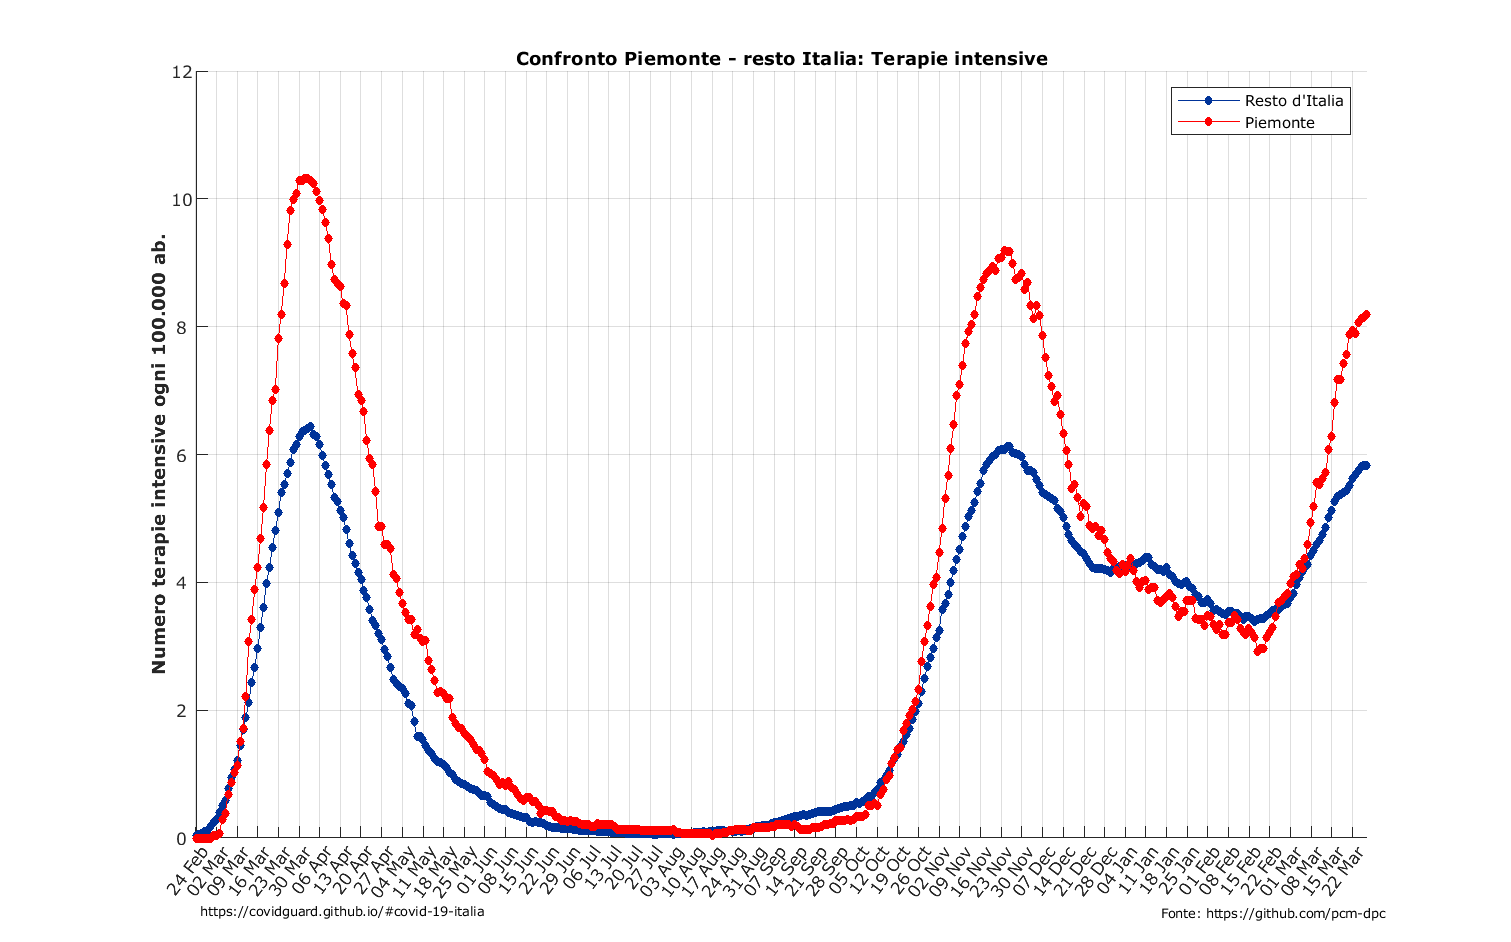 Confronto Piemonte - resto Italia: Terapie intensive
Resto d'Italia
Piemonte
Numero terapie intensive ogni 100.000 ab.
12
10
8
6
4
2
0
24 Feb
02 Mar
09 Mar
16 Mar
23 Mar
30 Mar
06 Apr
13 Apr
20 Apr
27 Apr
04 May
11 May
18 May
25 May
01 Jun
08 Jun
15 Jun
22 Jun
29 Jun
06 Jul
13 Jul
20 Jul
27 Jul
03 Aug
10 Aug
17 Aug
24 Aug
31 Aug
07 Sep
14 Sep
21 Sep
28 Sep
05 Oct
12 Oct
19 Oct
26 Oct
02 Nov
09 Nov
16 Nov
23 Nov
30 Nov
07 Dec
14 Dec
21 Dec
28 Dec
04 Jan
11 Jan
18 Jan
25 Jan
01 Feb
08 Feb
15 Feb
22 Feb
01 Mar
08 Mar
15 Mar
22 Mar
https://covidguard.github.io/#covid-19-italia
Fonte: https://github.com/pcm-dpc